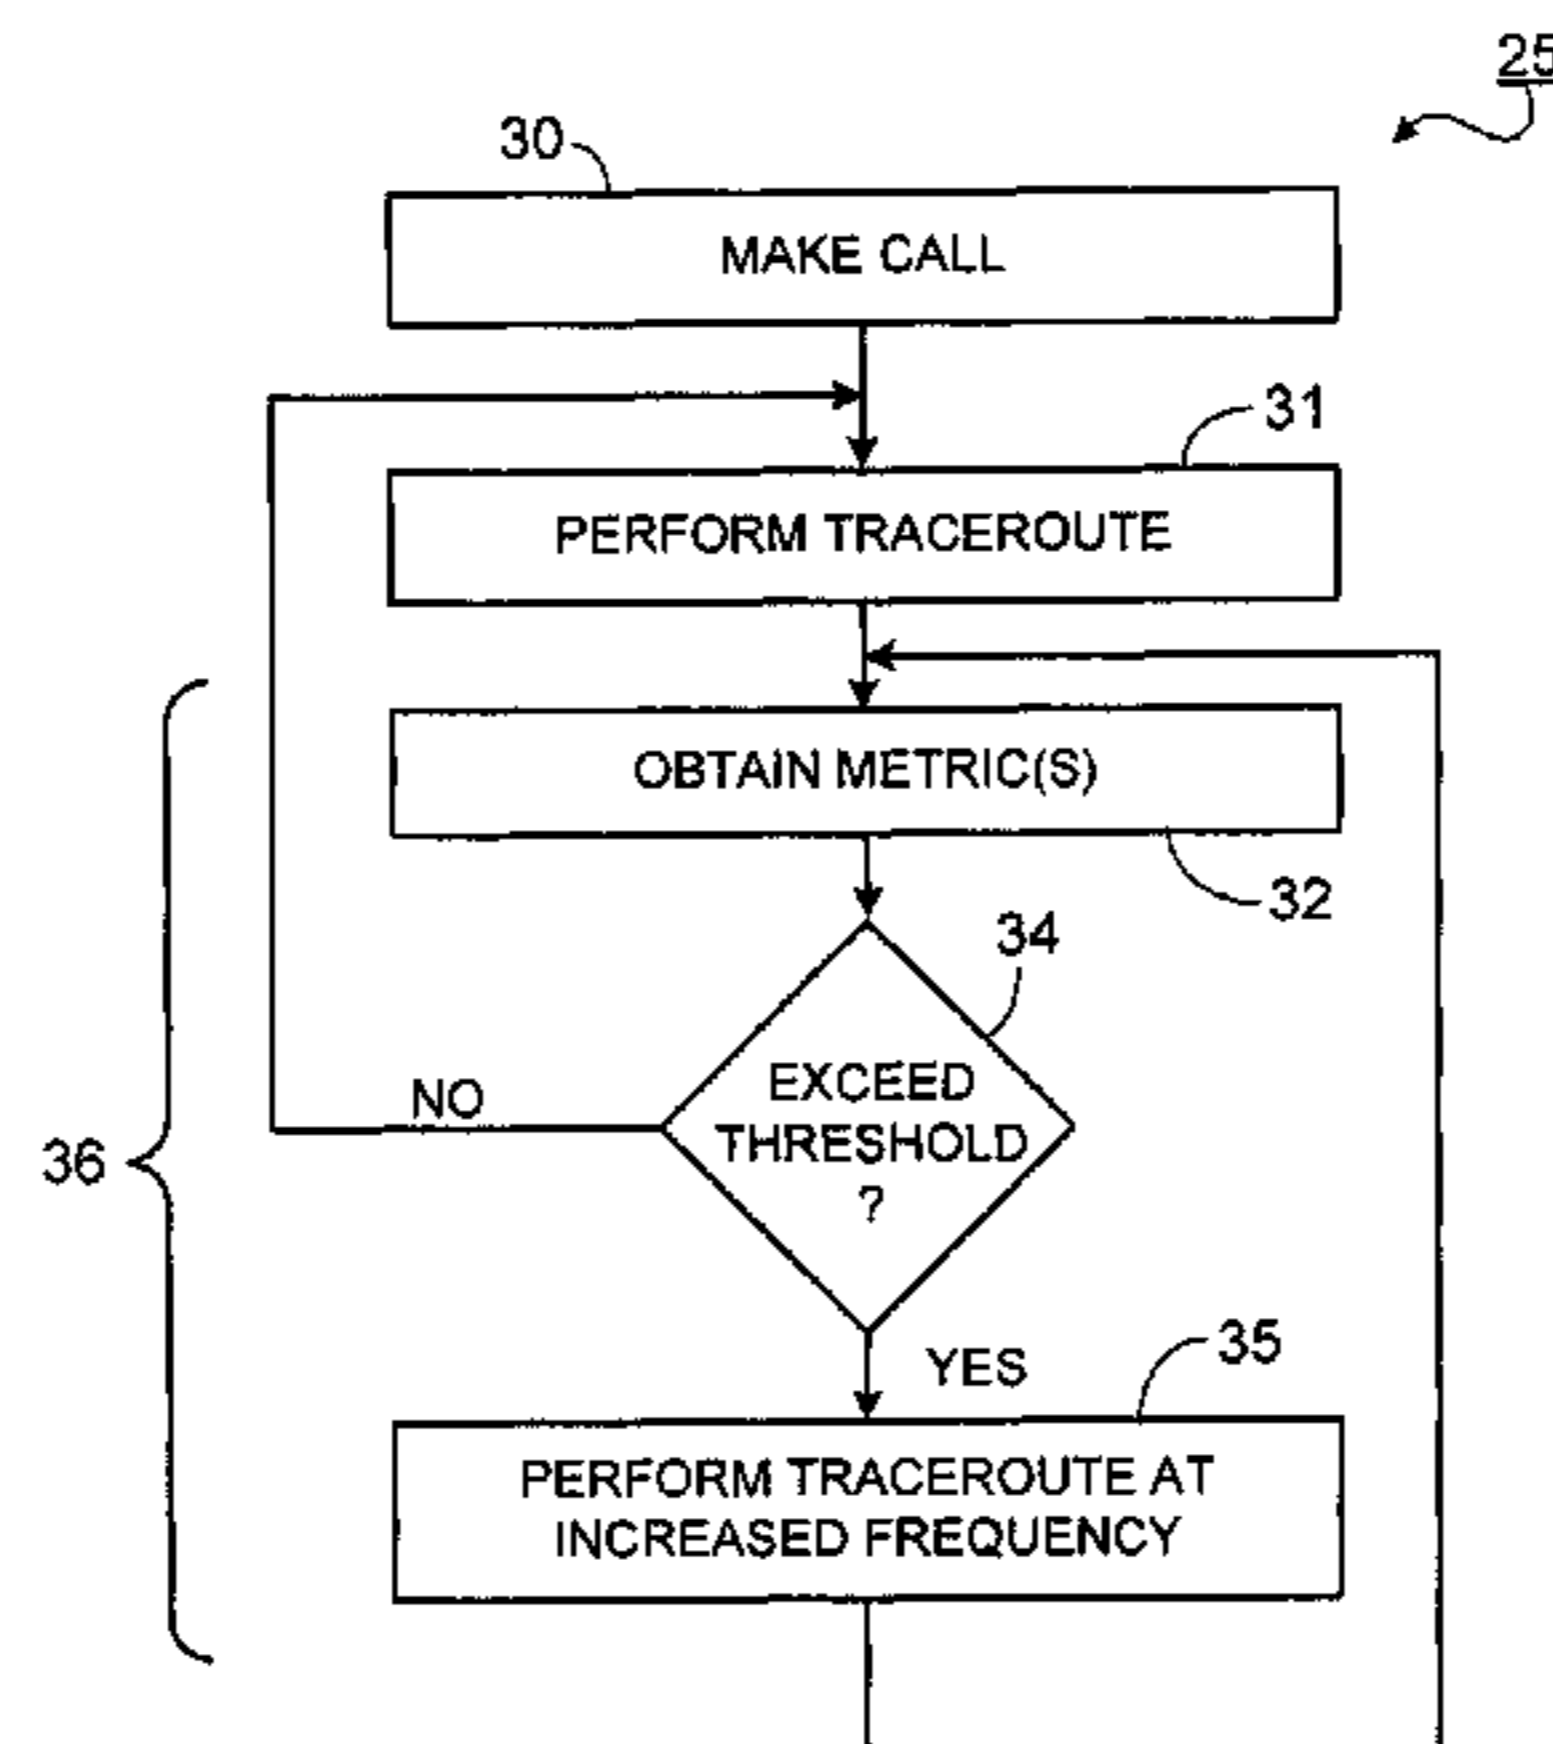 25
30
MAKE CALL
31
PERFORM TRACEROUTE
OBTAIN METRIC(S)
32
34
EXCEED
THRESHOLD
?
NO
36
YES
35
PERFORM TRACEROUTE AT
INCREASED FREQUENCY